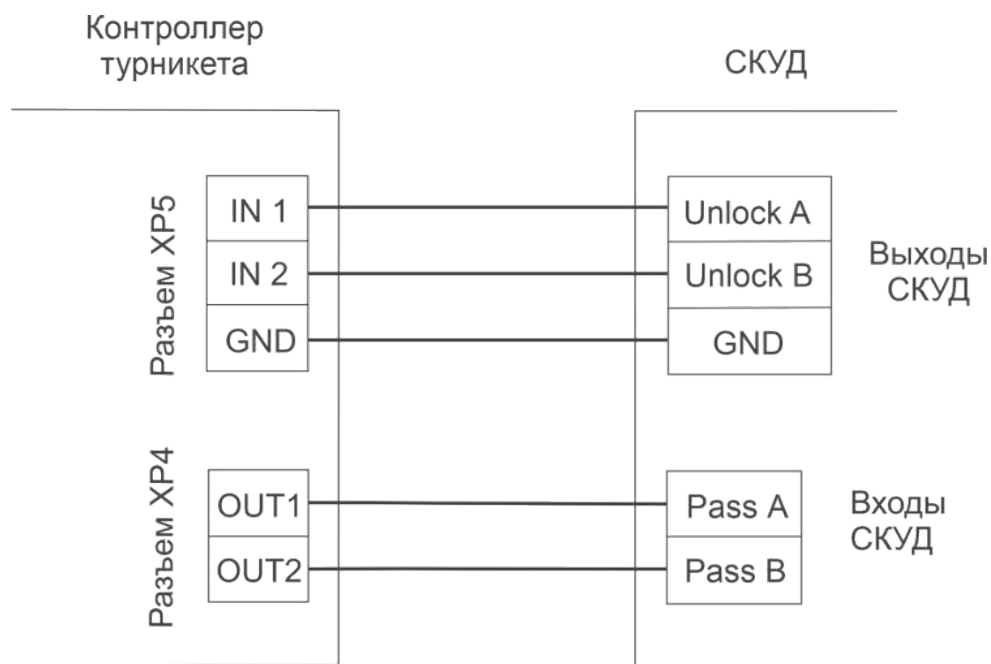 Контроллер
турникета
СКУД
Разъем XP5
IN 1
IN 2
GND
Unlock A
Unlock B
GND
Выходы
СКУД
Разъем XP4
OUT1
OUT2
Pass A
Pass B
Входы
СКУД